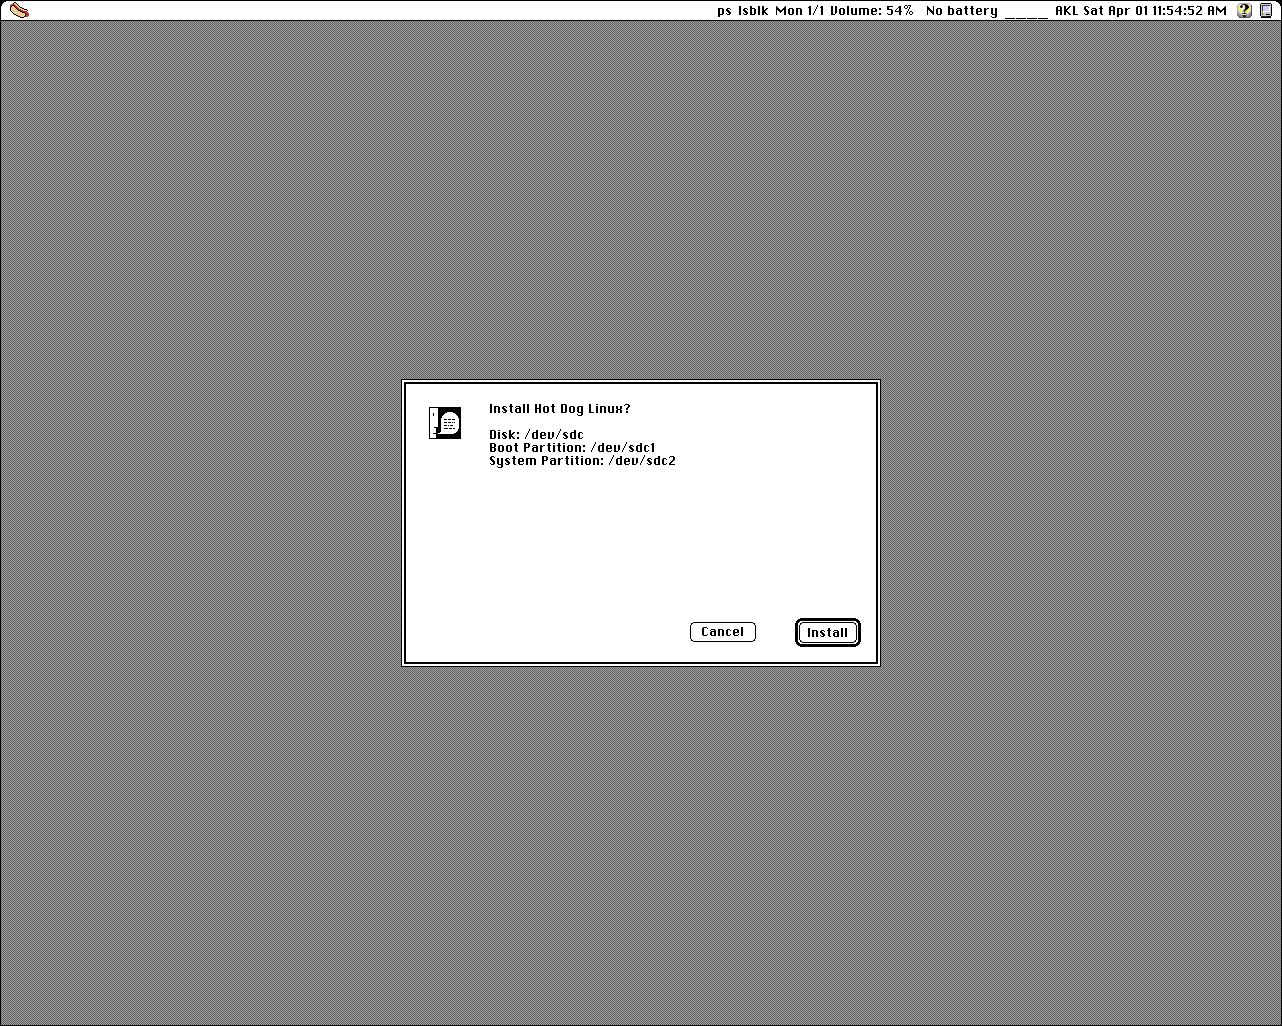 ps lsblk Mon 1/1 Volume: 54% No battery ____ AKL Sat Apr 01 11:54:52 AM
Install Hot Dog Linux?
Disk: /dev/sdc
Boot Partition: /dev/sdc1
System Partition: /dev/sdc2
Cancel Install